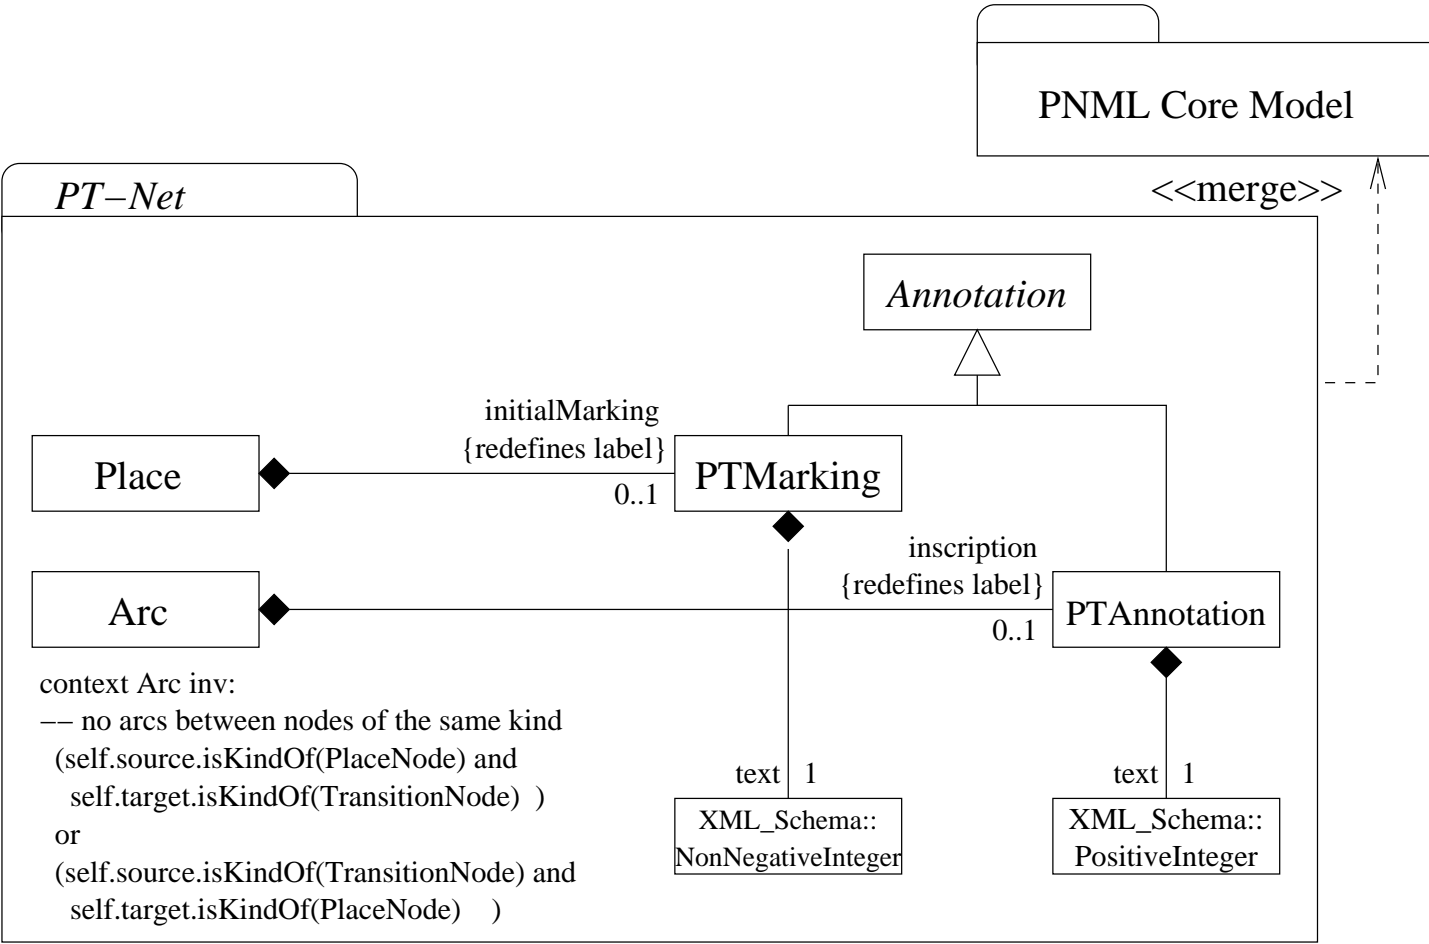 PNML Core Model
<<merge>>
PT−Net
Annotation
initialMarking
{redefines label}
0..1
Place
PTMarking
inscription
{redefines label}
0..1
Arc
PTAnnotation
context Arc inv:
−− no arcs between nodes of the same kind
(self.source.isKindOf(PlaceNode) and
self.target.isKindOf(TransitionNode) )
or
(self.source.isKindOf(TransitionNode) and
self.target.isKindOf(PlaceNode) )
text 1
XML_Schema::
NonNegativeInteger
text 1
XML_Schema::
PositiveInteger